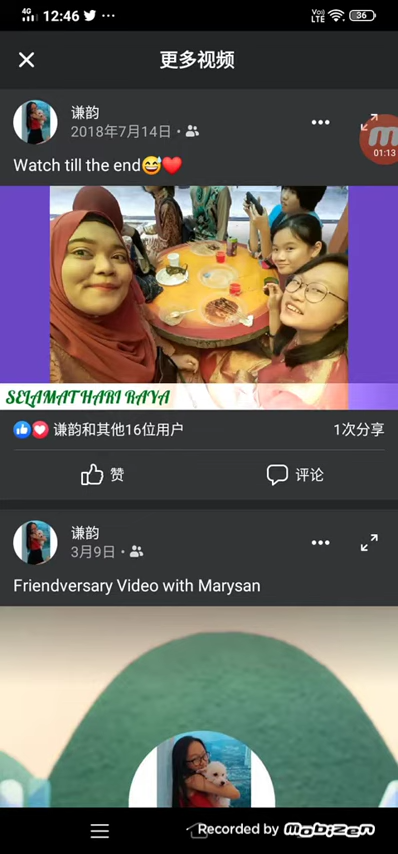 4G 12:46 ...
Vo)) LTE 36
更多视频
谦韵
2018年7月14日 •
Watch till the end😅❤️
01:13
SELAMAT HARI RAYA
谦韵和其他16位用户 1次分享
赞 评论
谦韵
3月9日 •
Friendversary Video with Marysan
Recorded by mobizen